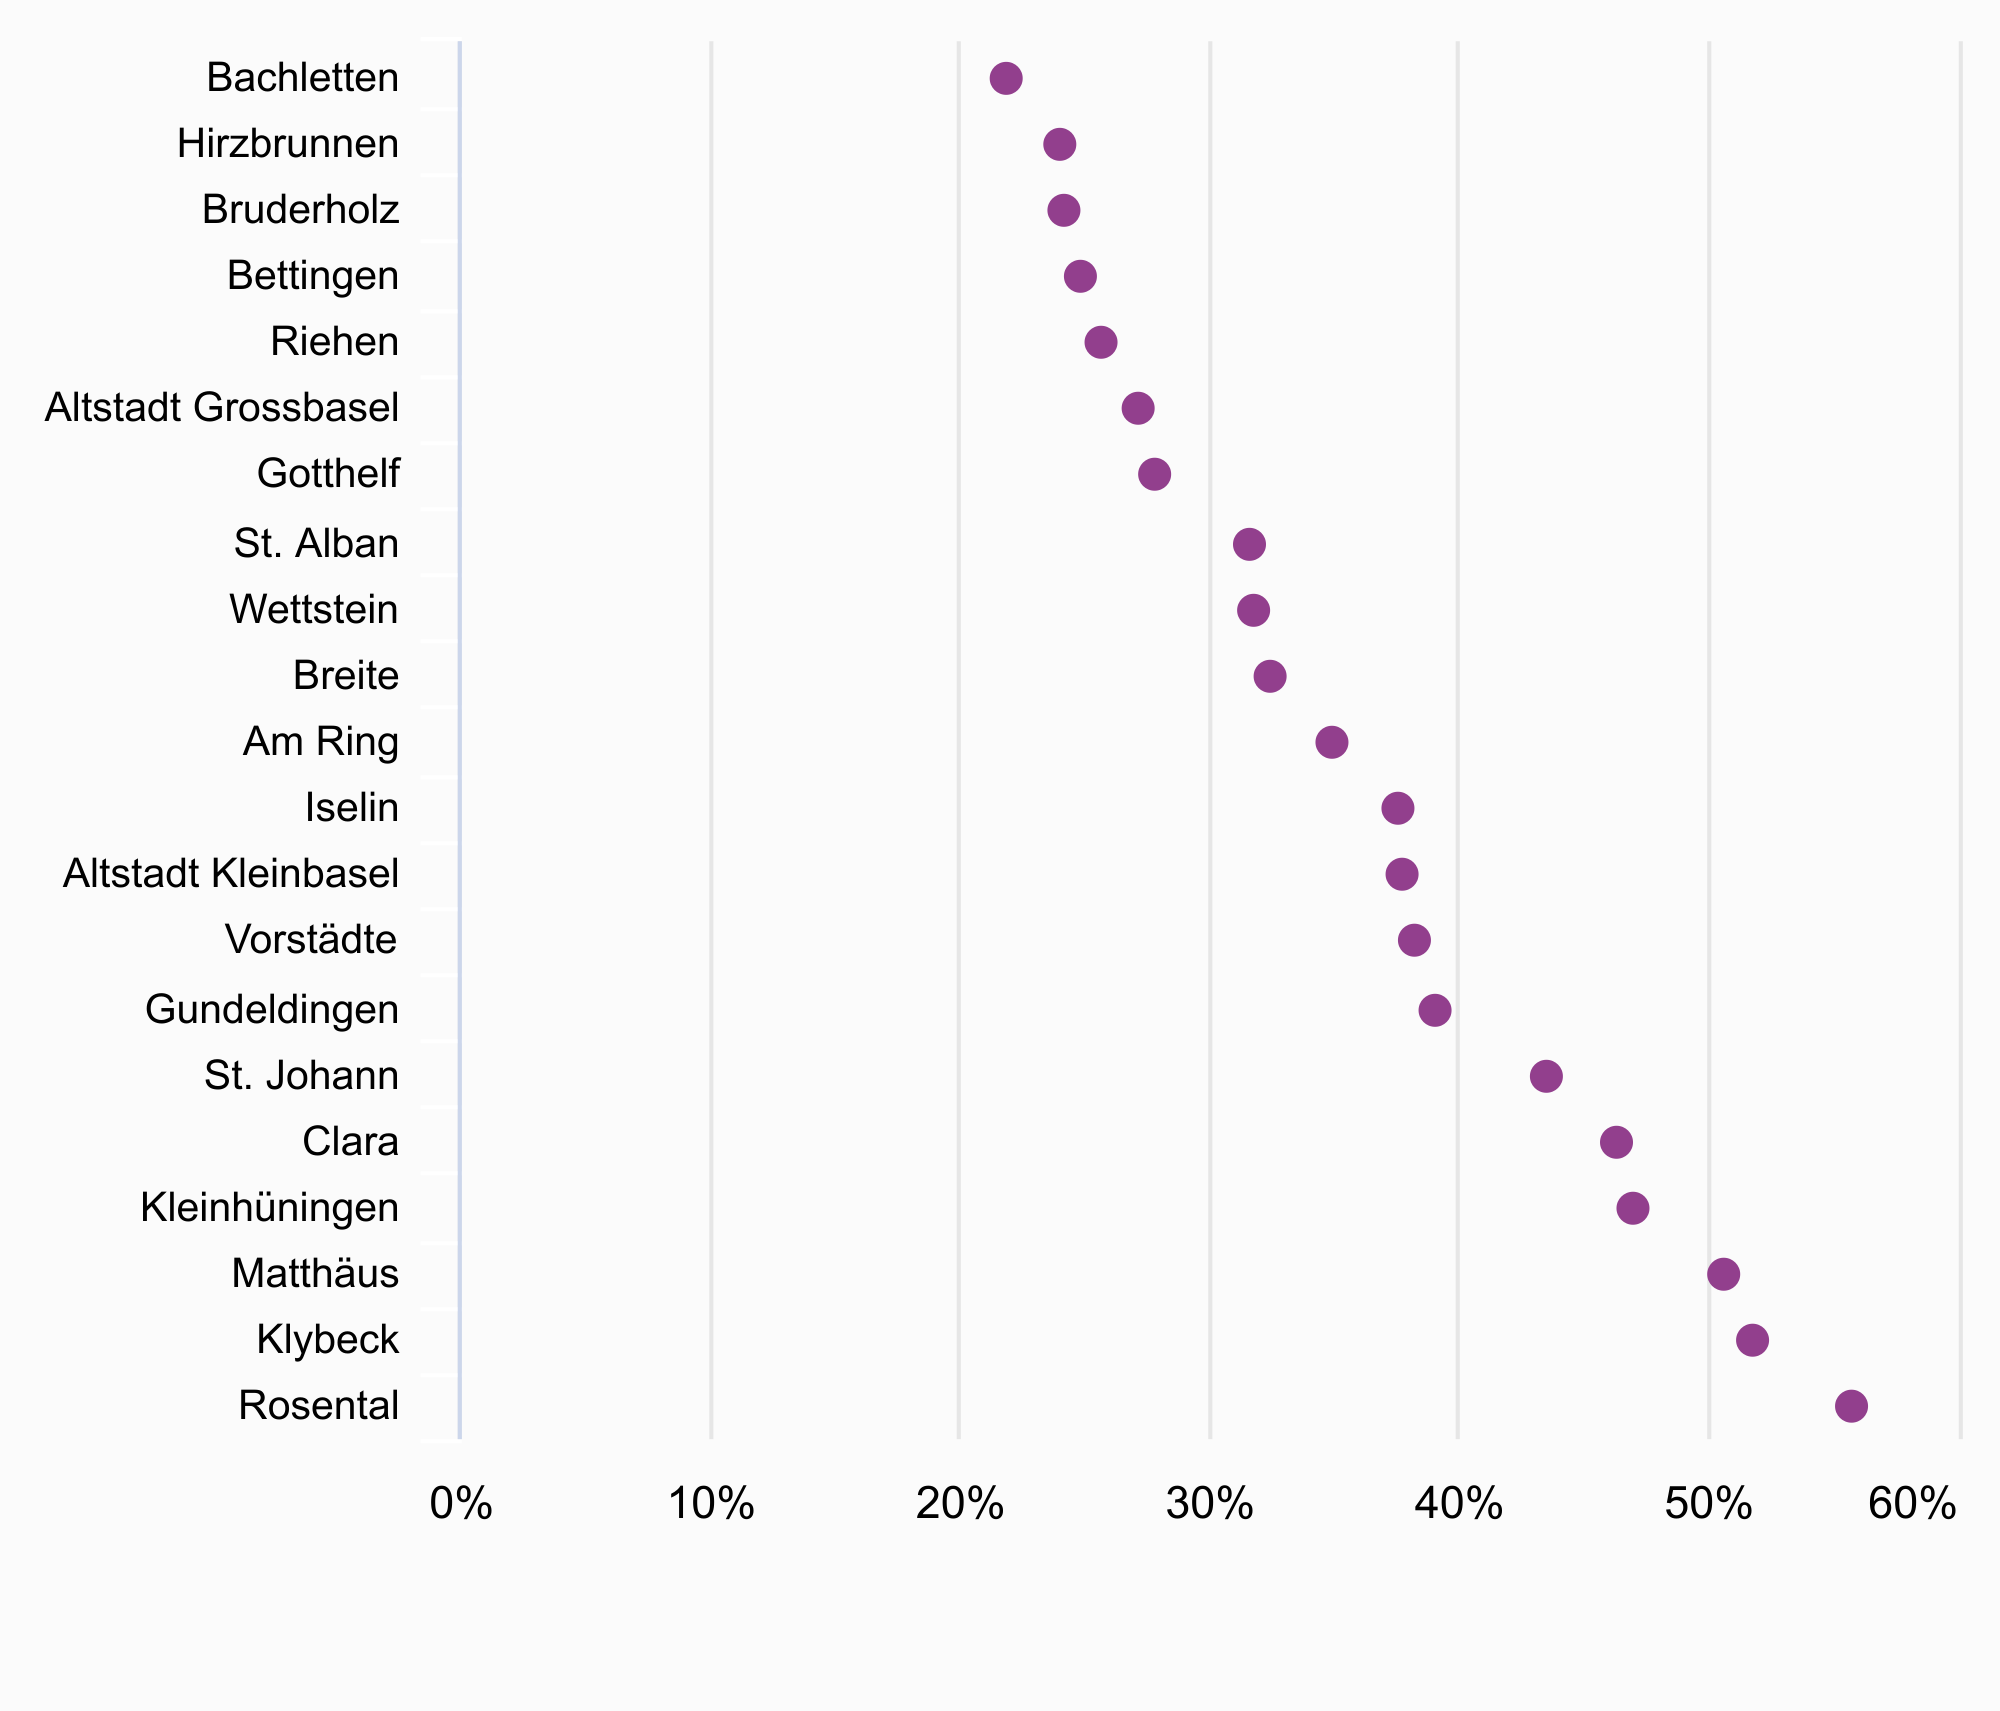 Bachletten
Hirzbrunnen
Bruderholz
Bettingen
Riehen
Altstadt Grossbasel
Gotthelf
St. Alban
Wettstein
Breite
Am Ring
Iselin
Altstadt Kleinbasel
Vorstädte
Gundeldingen
St. Johann
Clara
Kleinhüningen
Matthäus
Klybeck
Rosental
0% 10% 20% 30% 40% 50% 60%